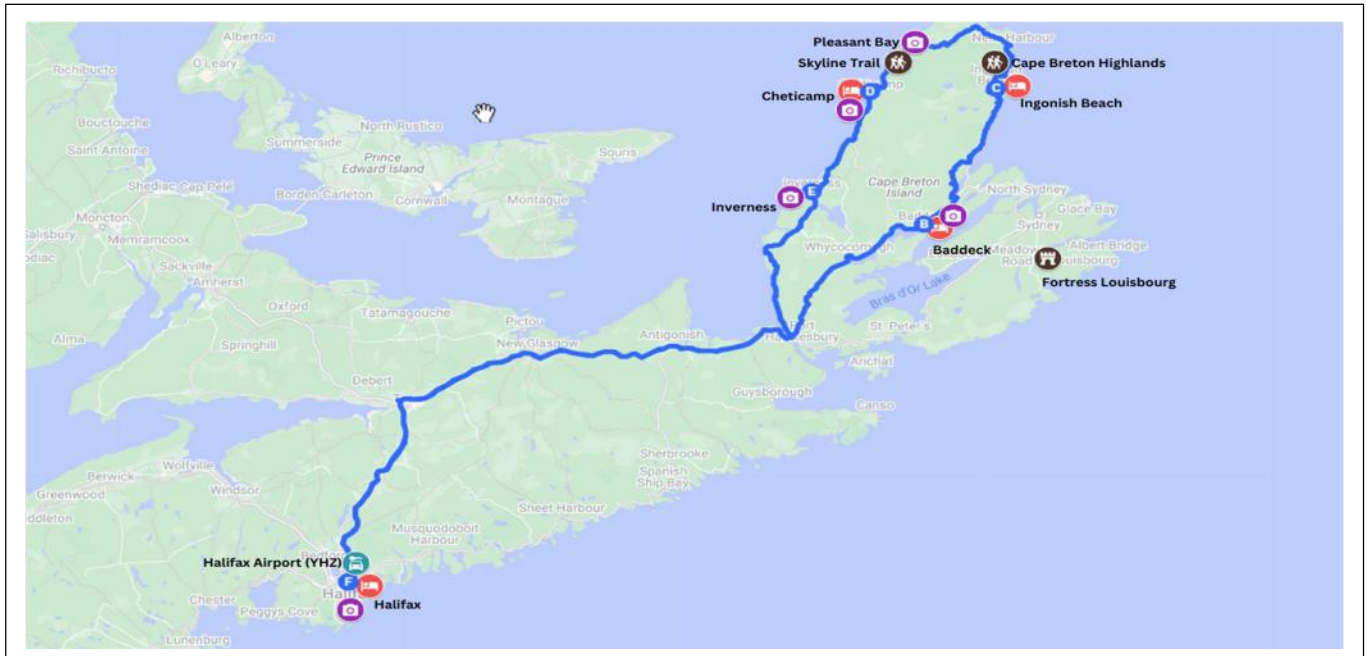 Alberton
O'Leary
Richibucto
Bouctouche
Saint-Antoine
Shediac Cap Pelé
Moncton
Salisbury
Memramcook
Sackville
Amherst
Alma
Springhill
Oxford
Tatamagouche
Pictou
New Glasgow
Antigonish
Debert
North Rustico
Summerside
Prince
Edward Island
Borden-Carleton
Cornwall
Montague
Souris
Pleasant Bay
Skyline Trail
Cheticamp
D
Cape Breton Highlands
C
Ingonish Beach
Inverness
E
Cape Breton
Island
North Sydney
Glace Bay
Sydney
Albert Bridge
B
Baddeck
Whycocomagh
Fortress Louisbourg
Bras d'Or Lake
St. Peter's
Arichat
Guysborough
Canso
Sherbrooke
Spanish
Ship Bay
Sheet Harbour
Musquodoboit
Harbour
Berwick
Wolfville
Greenwood
Windsor
Halifax Airport (YHZ)
F
Halifax
Chester
Peggys Cove
Lunenburg